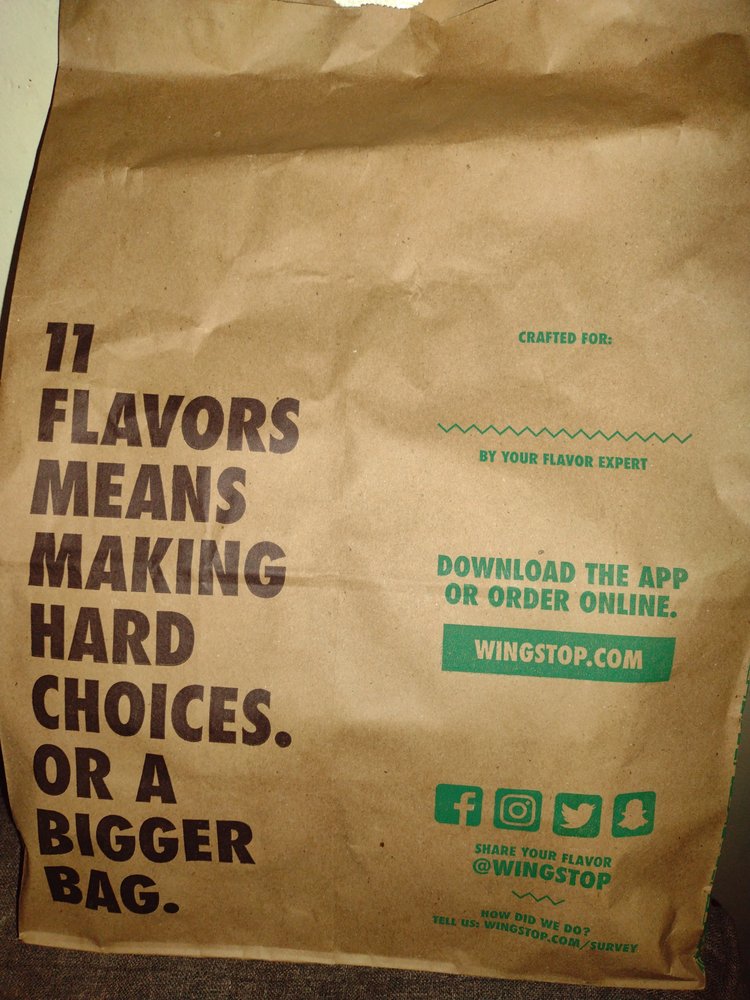 11
FLAVORS
MEANS
MAKING
HARD
CHOICES.
OR A
BIGGER
BAG.
CRAFTED FOR:
BY YOUR FLAVOR EXPERT
DOWNLOAD THE APP
OR ORDER ONLINE.
WINGSTOP.COM
SHARE YOUR FLAVOR
@WINGSTOP
HOW DID WE DO?
TELL US: WINGSTOP.COM/SURVEY